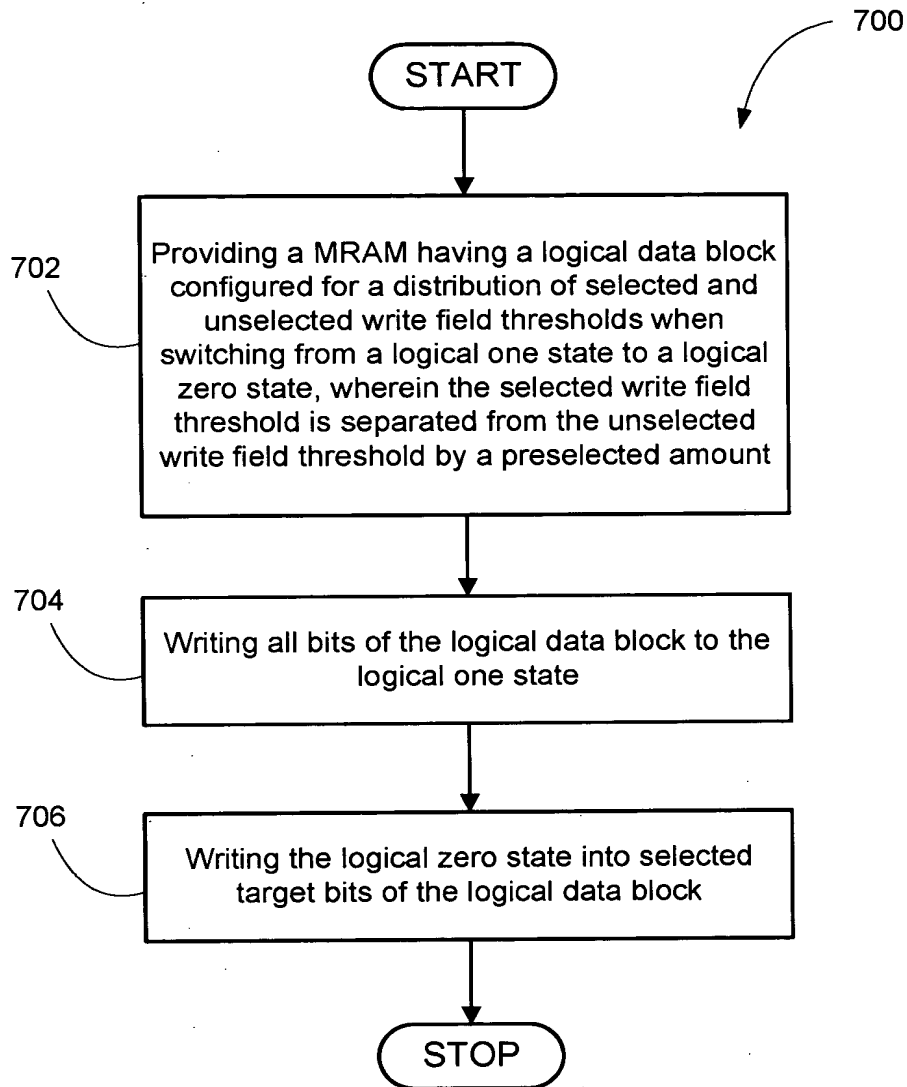 700
START
702
Providing a MRAM having a logical data block
configured for a distribution of selected and
unselected write field thresholds when
switching from a logical one state to a logical
zero state, wherein the selected write field
threshold is separated from the unselected
write field threshold by a preselected amount
704
Writing all bits of the logical data block to the
logical one state
706
Writing the logical zero state into selected
target bits of the logical data block
STOP